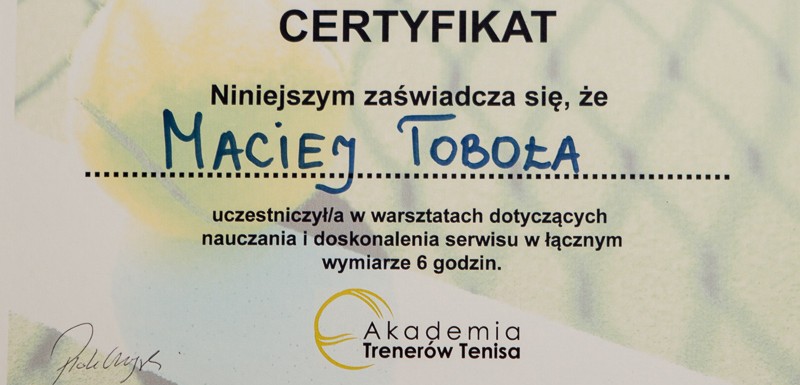 CERTYFIKAT
Niniejszym zaświadcza się, że
MACIEJ TOBOŁA
uczestniczył/a w warsztatach dotyczących
nauczania i doskonalenia serwisu w łącznym
wymiarze 6 godzin.
Akademia
Trenerów Tenisa